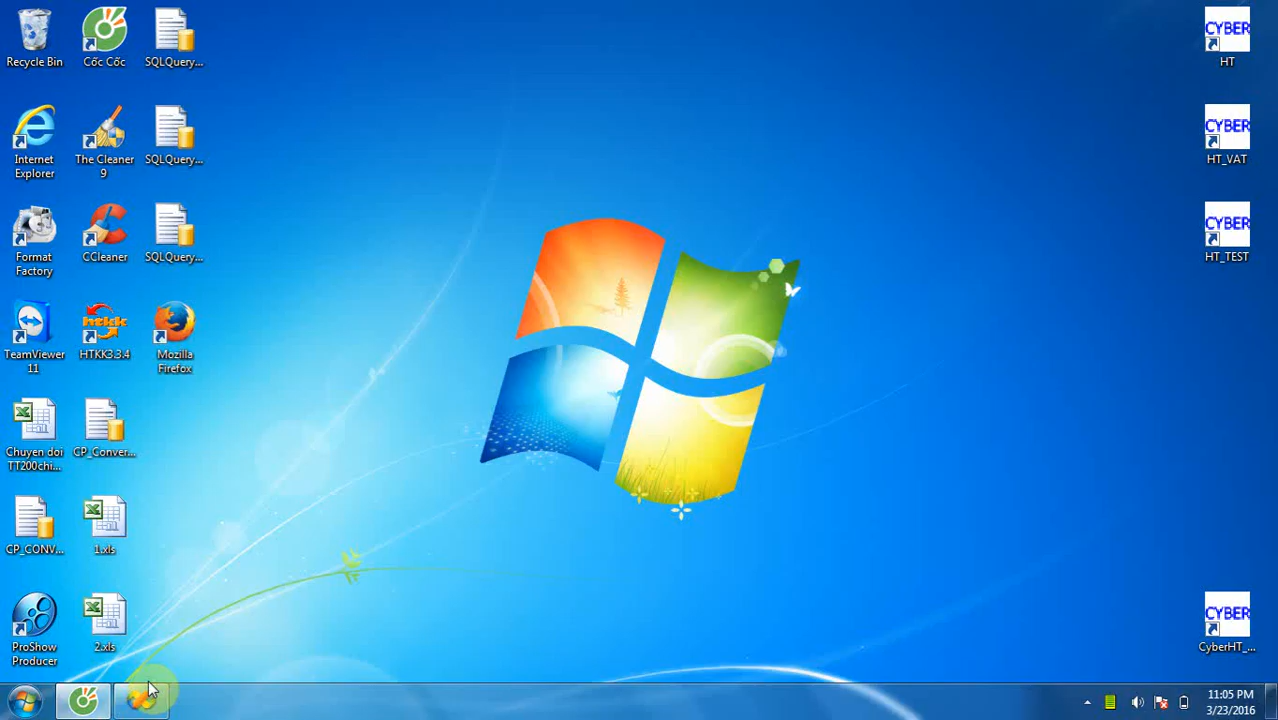 Recycle Bin
Cốc Cốc
SQLQuery...
CYBER
HT
Internet
Explorer
The Cleaner
9
SQLQuery...
CYBER
HT_VAT
Format
Factory
CCleaner
SQLQuery...
CYBER
HT_TEST
TeamViewer
11
htkk
HTKK3.3.4
Mozilla
Firefox
Chuyen doi
TT200chi...
CP_Conver...
CP_CONV...
1.xls
ProShow
Producer
2.xls
CYBER
CyberHT_...
11:05 PM
3/23/2016